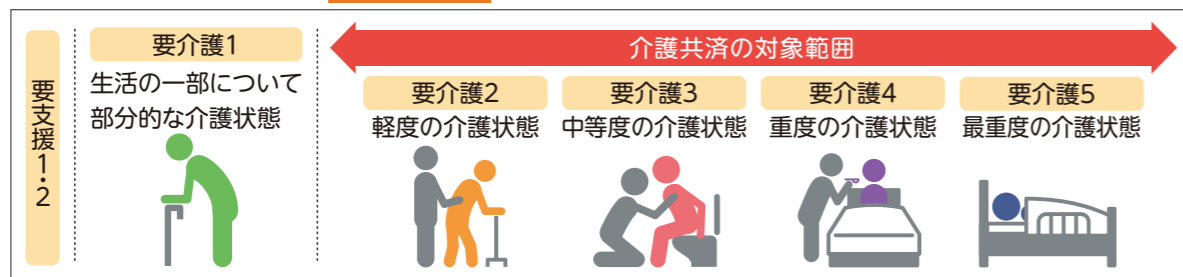 要支援1・2
要介護1
生活の一部について
部分的な介護状態
介護共済の対象範囲
要介護2
軽度の介護状態
要介護3
中等度の介護状態
要介護4
重度の介護状態
要介護5
最重度の介護状態